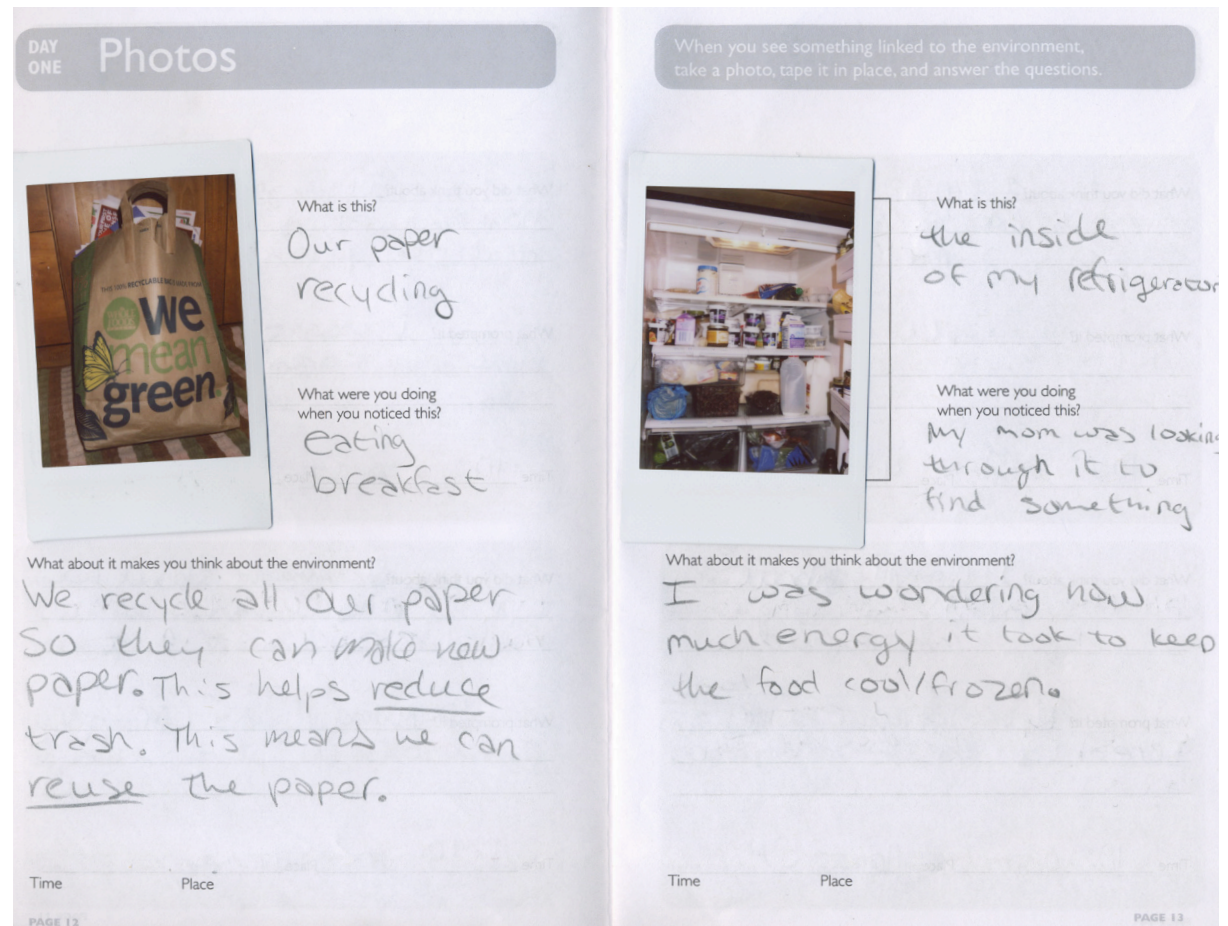 DAY
ONE
Photos
We
mean
green
What is this?
Our paper
recycling
What were you doing
when you noticed this?
eating
breakfast
What about it makes you think about the environment?
We recycle all our paper
So they can make new
paper. This helps reduce
trash. This means we can
reuse the paper.
Time Place
PAGE 12
When you see something linked to the environment,
take a photo, tape it in place, and answer the questions.
What is this?
the inside
of my refrigerator
What were you doing
when you noticed this?
My mom was looking
through it to
find something
What about it makes you think about the environment?
I was wondering how
much energy it took to keep
the food cool/frozen.
Time Place
PAGE 13